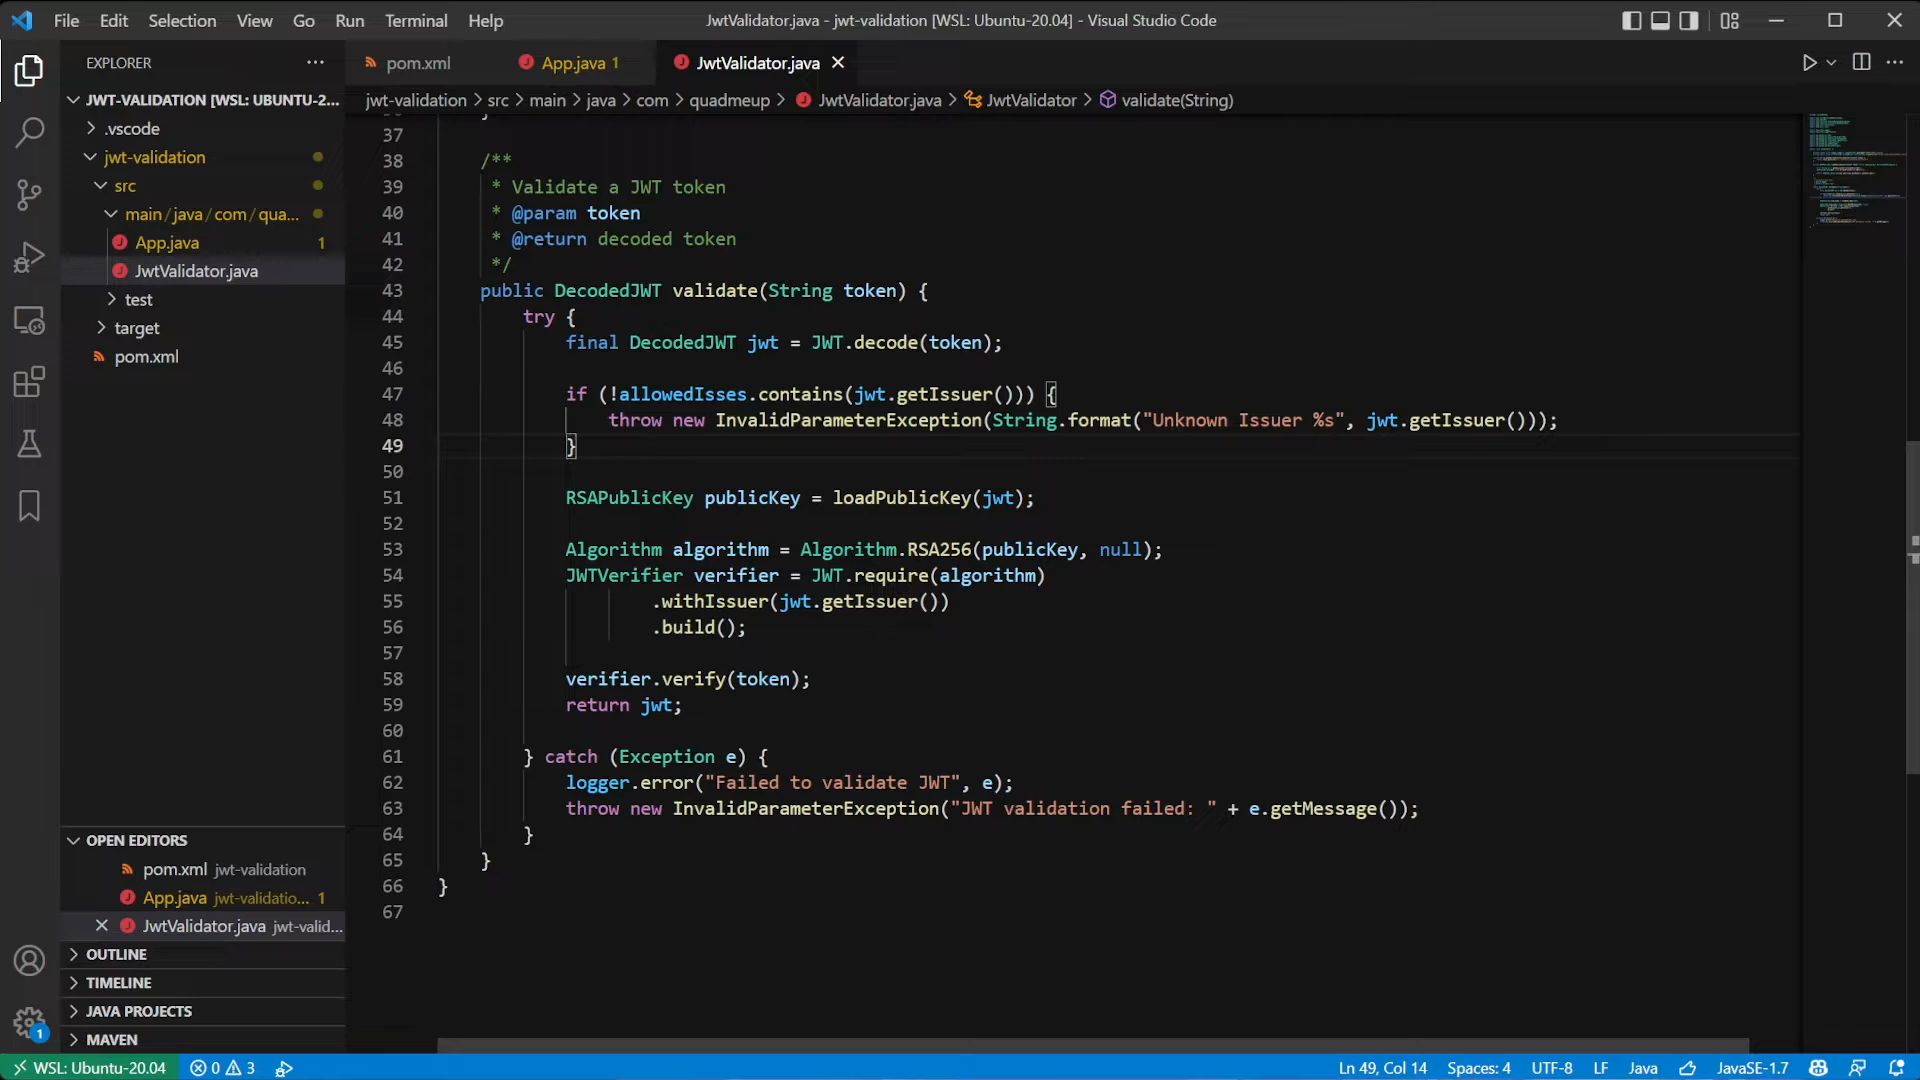 File Edit Selection View Go Run Terminal Help
JwtValidator.java - jwt-validation [WSL: Ubuntu-20.04] - Visual Studio Code
EXPLORER
JWT-VALIDATION [WSL: UBUNTU-2...
.vscode
jwt-validation
src
main/java/com/qua...
App.java 1
JwtValidator.java
test
target
pom.xml
OPEN EDITORS
pom.xml jwt-validation
App.java jwt-validatio... 1
JwtValidator.java jwt-valid...
OUTLINE
TIMELINE
JAVA PROJECTS
MAVEN
1
pom.xml
App.java 1
JwtValidator.java
jwt-validation > src > main > java > com > quadmeup > JwtValidator.java > JwtValidator > validate(String)
37
38 /**
39 * Validate a JWT token
40 * @param token
41 * @return decoded token
42 */
43 public DecodedJWT validate(String token) {
44 try {
45 final DecodedJWT jwt = JWT.decode(token);
46
47 if (!allowedIsses.contains(jwt.getIssuer())) {
48 throw new InvalidParameterException(String.format("Unknown Issuer %s", jwt.getIssuer()));
49 }
50
51 RSAPublicKey publicKey = loadPublicKey(jwt);
52
53 Algorithm algorithm = Algorithm.RSA256(publicKey, null);
54 JWTVerifier verifier = JWT.require(algorithm)
55 .withIssuer(jwt.getIssuer())
56 .build();
57
58 verifier.verify(token);
59 return jwt;
60
61 } catch (Exception e) {
62 logger.error("Failed to validate JWT", e);
63 throw new InvalidParameterException("JWT validation failed: " + e.getMessage());
64 }
65 }
66 }
67
WSL: Ubuntu-20.04 0 3 Ln 49, Col 14 Spaces: 4 UTF-8 LF Java JavaSE-1.7